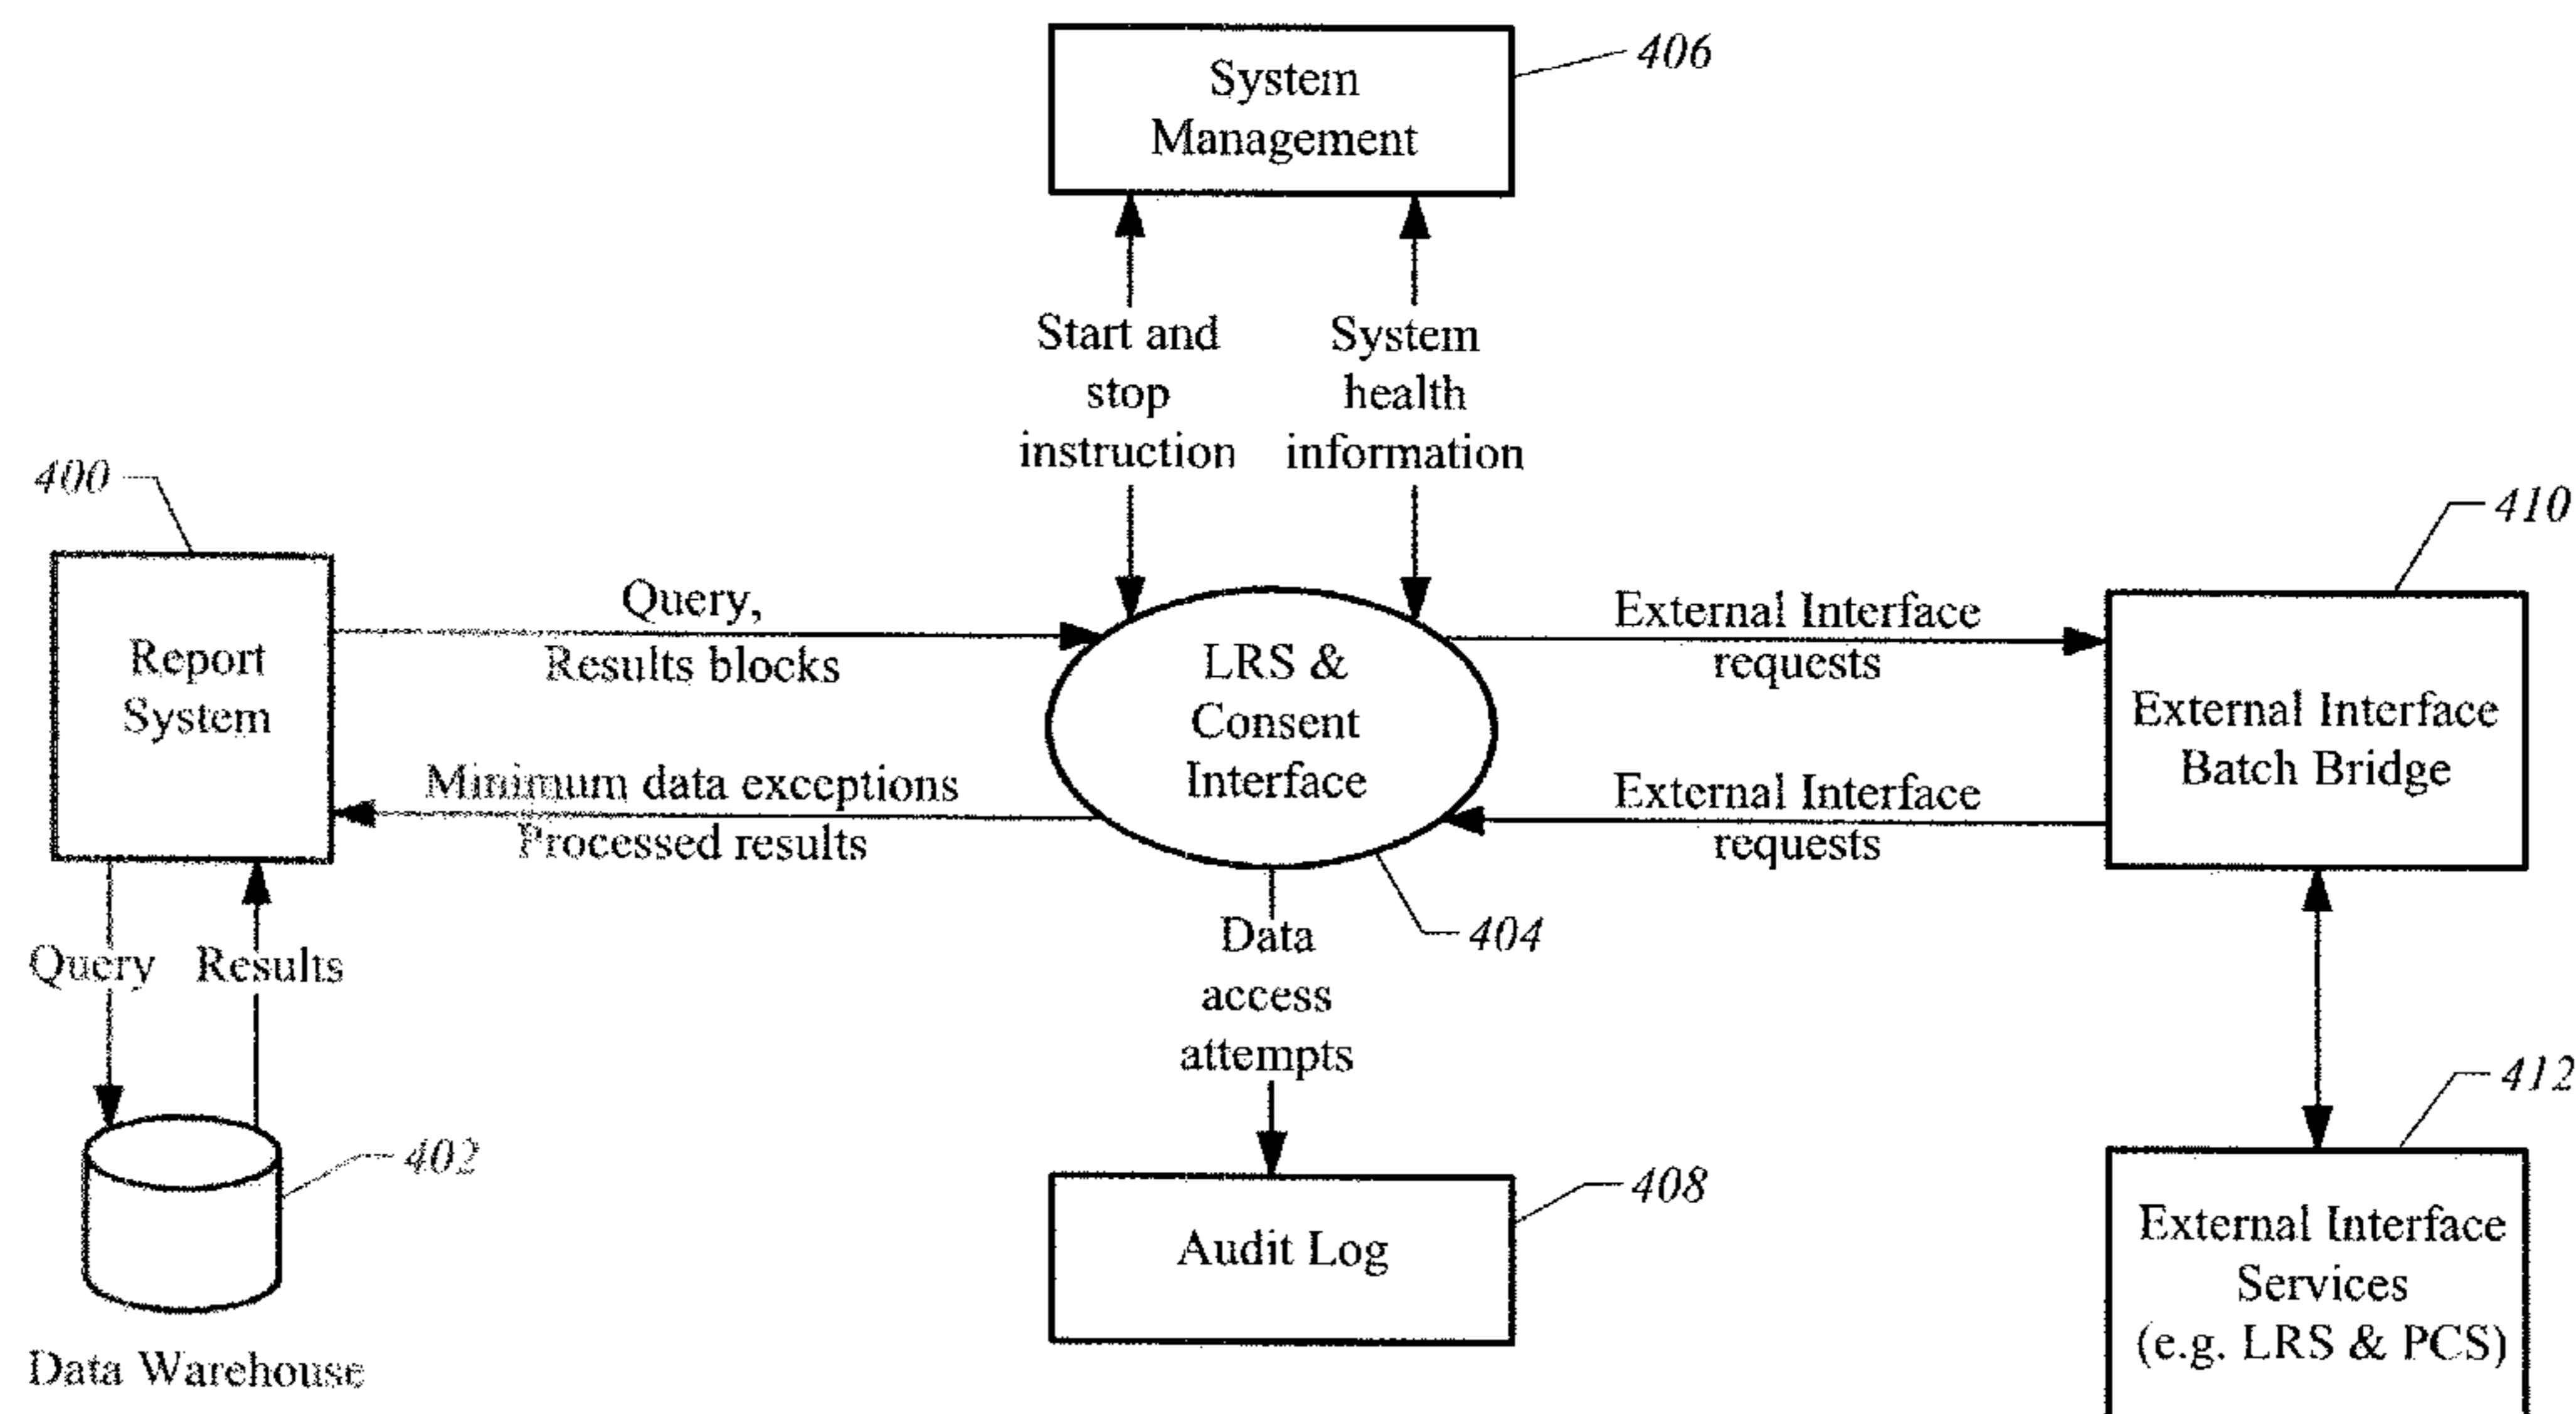 406
System
Management
Start and
stop
instruction
System
health
information
400
410
Report
System
Query,
Results blocks
Minimum data exceptions
Processed results
LRS &
Consent
Interface
External Interface
requests
External Interface
requests
External Interface
Batch Bridge
404
Query
Results
Data
access
attempts
402
408
412
Audit Log
External Interface
Services
(e.g. LRS & PCS)
Data Warehouse